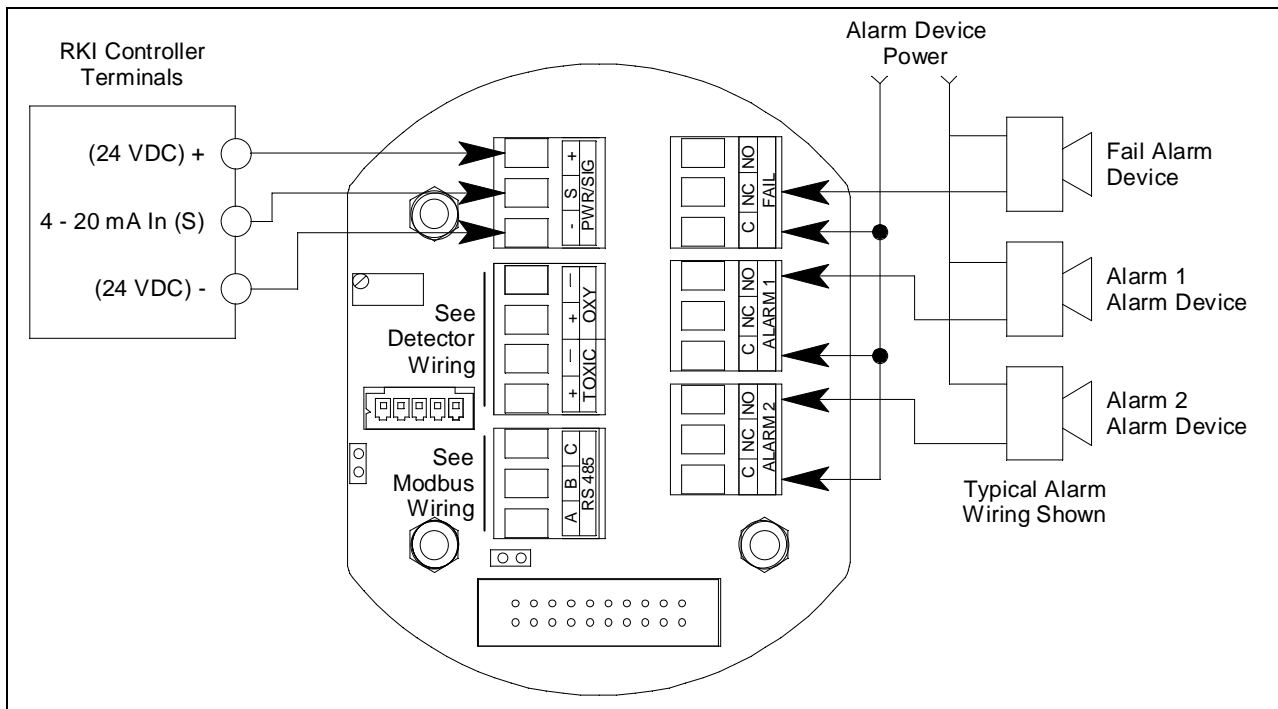 RKI Controller
Terminals
(24 VDC) +
4 - 20 mA In (S)
(24 VDC) -
See
Detector
Wiring
See
Modbus
Wiring
- S +
PWR/SIG
+ − + −
TOXIC OXY
A B C
RS 485
C NC NO
FAIL
C NC NO
ALARM 1
C NC NO
ALARM 2
Alarm Device
Power
Fail Alarm
Device
Alarm 1
Alarm Device
Alarm 2
Alarm Device
Typical Alarm
Wiring Shown